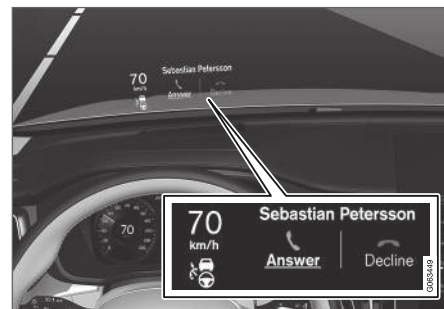 70
km/h
Sebastian Petersson
Answer
Decline
70
70
km/h
Sebastian Petersson
Answer
Decline
G063449